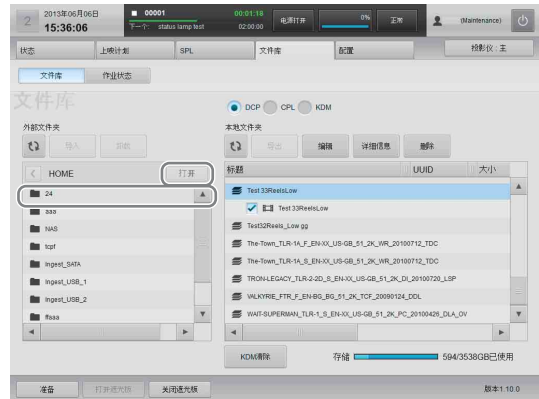 2
2013年06月06日
15:36:06
00001
下一个: status lamp test
00:01:18
02:00:00
电源打开
0%
正常
(Maintenance)
状态
上映计划
SPL
文件库
配置
投影仪:主
文件库
作业状态
文件库
DCP
CPL
KDM
外部文件夹
导入
卸载
本地文件夹
导出
编辑
详细信息
删除
HOME
打开
标题
UUID
大小
24
aaa
NAS
tcpf
Ingest_SATA
Ingest_USB_1
Ingest_USB_2
ffsaa
Test 33ReelsLow
Test 33ReelsLow
Test32Reels_Low gg
The-Town_TLR-1A_F_EN-XX_US-GB_51_2K_WR_20100712_TDC
The-Town_TLR-1A_S_EN-XX_US-GB_51_2K_WR_20100712_TDC
TRON-LEGACY_TLR-2-2D_S_EN-XX_US-GB_51_2K_DI_20100720_LSP
VALKYRIE_FTR_F_EN-BG_BG_51_2K_TCF_20090124_DDL
WAIT-SUPERMAN_TLR-1_S_EN-XX_US-GB_51_2K_PC_20100426_DLA_OV
KDM清除
存储
594/3538GB已使用
准备
打开遮光板
关闭遮光板
版本1.10.0